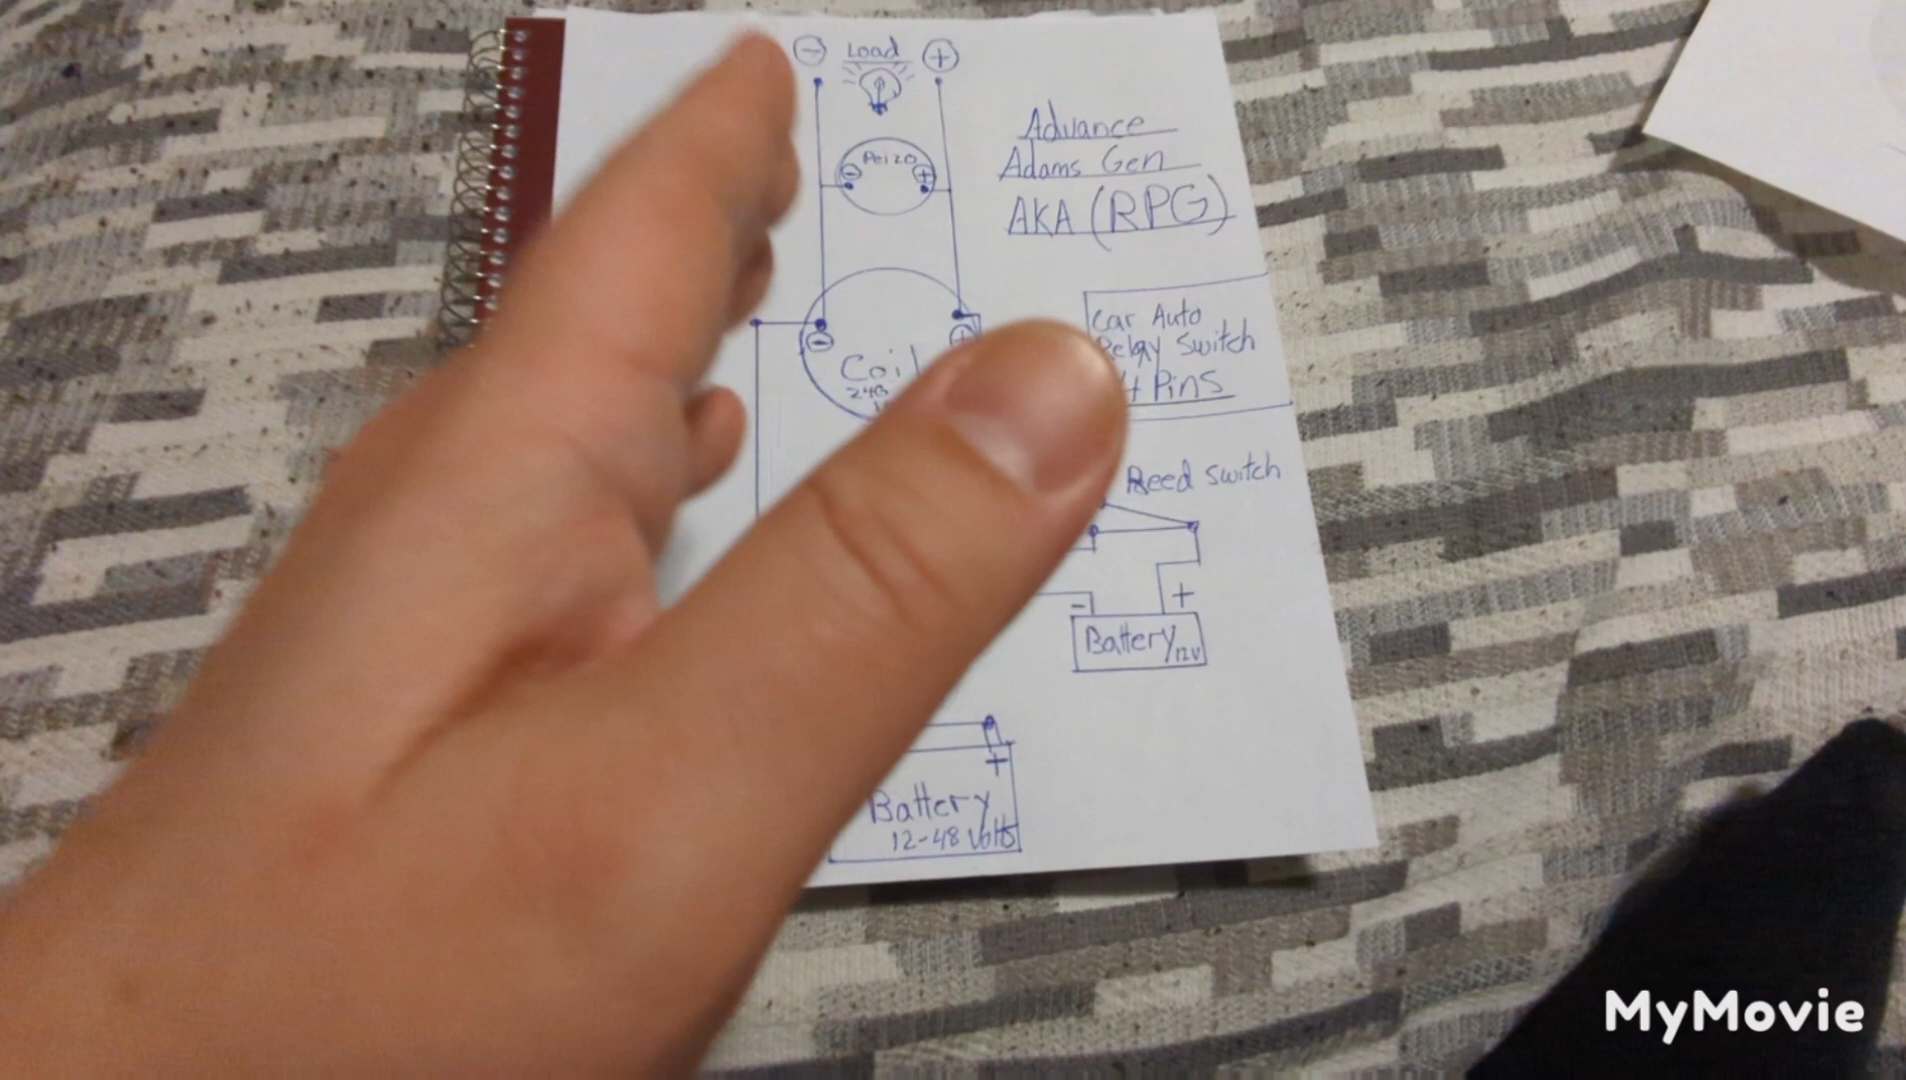 Load
Peizo
Advance
Adams Gen
AKA (RPG)
Coil
Car Auto
Relay Switch
4 Pins
Reed switch
- +
Battery 12V
+
Battery
12-48 Volts
MyMovie